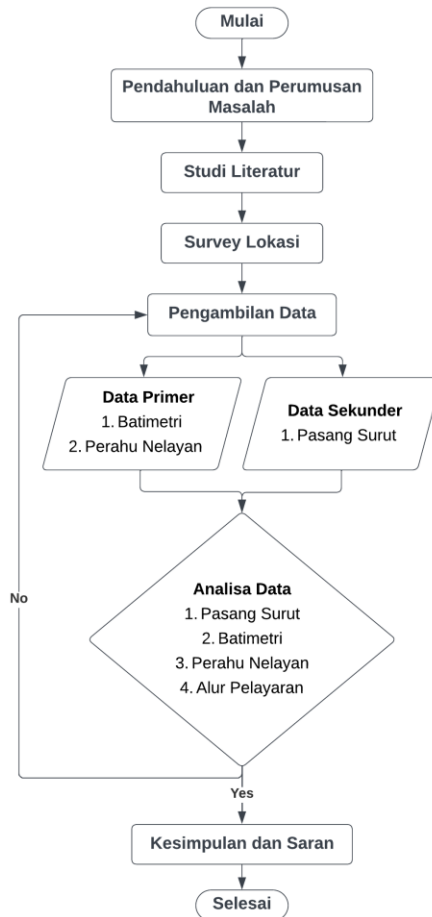 Mulai
Pendahuluan dan Perumusan
Masalah
Studi Literatur
Survey Lokasi
Pengambilan Data
Data Primer
1. Batimetri
2. Perahu Nelayan
Data Sekunder
1. Pasang Surut
Analisa Data
1. Pasang Surut
2. Batimetri
3. Perahu Nelayan
4. Alur Pelayaran
No
Yes
Kesimpulan dan Saran
Selesai